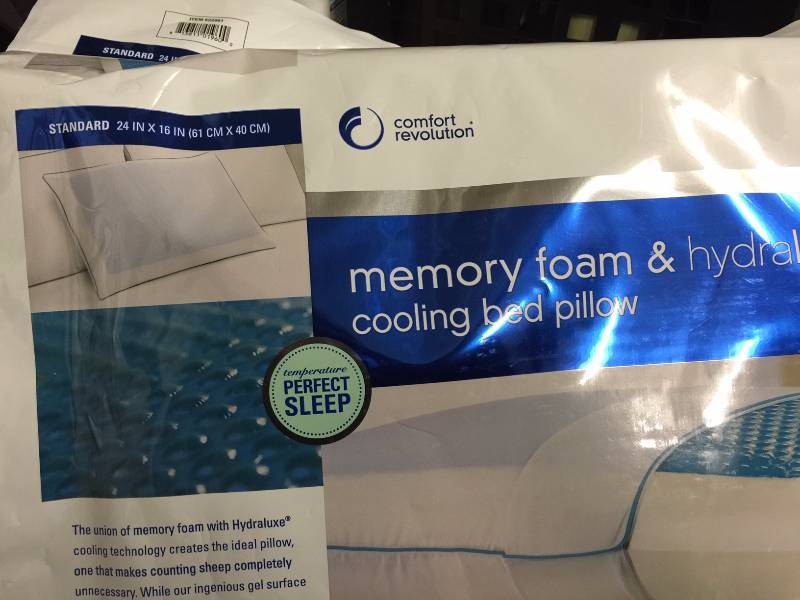 STANDARD 24 I
STANDARD 24 IN X 16 IN (61 CM X 40 CM)
comfort
revolution
memory foam & hydral
cooling bed pillow
temperature
PERFECT
SLEEP
The union of memory foam with Hydraluxe®
cooling technology creates the ideal pillow,
one that makes counting sheep completely
unnecessary. While our ingenious gel surface